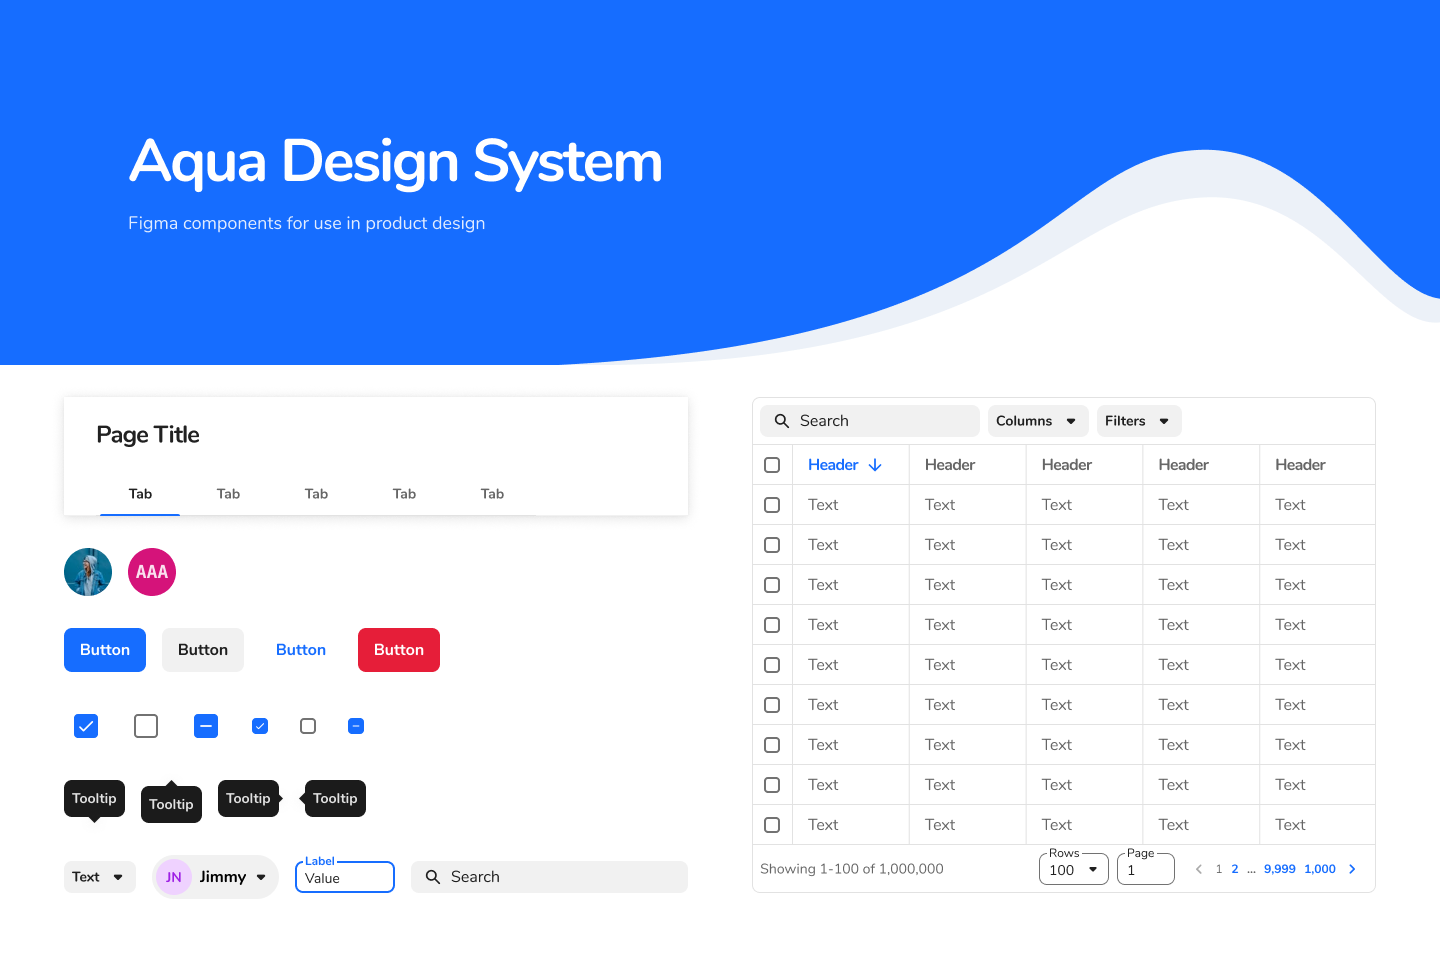 Aqua Design System
Figma components for use in product design
Page Title
Tab Tab Tab Tab Tab
AAA
Button Button Button Button
Tooltip Tooltip Tooltip Tooltip
Text JN Jimmy Label Value Search
Search Columns Filters
Header Header Header Header Header
Text Text Text Text Text
Text Text Text Text Text
Text Text Text Text Text
Text Text Text Text Text
Text Text Text Text Text
Text Text Text Text Text
Text Text Text Text Text
Text Text Text Text Text
Text Text Text Text Text
Showing 1-100 of 1,000,000 Rows 100 Page 1 1 2 ... 9,999 1,000